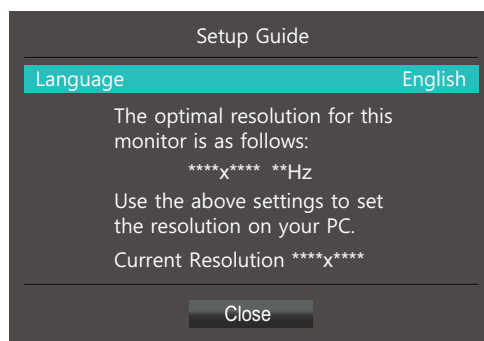 Setup Guide
Language English
The optimal resolution for this
monitor is as follows:
****x**** **Hz
Use the above settings to set
the resolution on your PC.
Current Resolution ****x****
Close